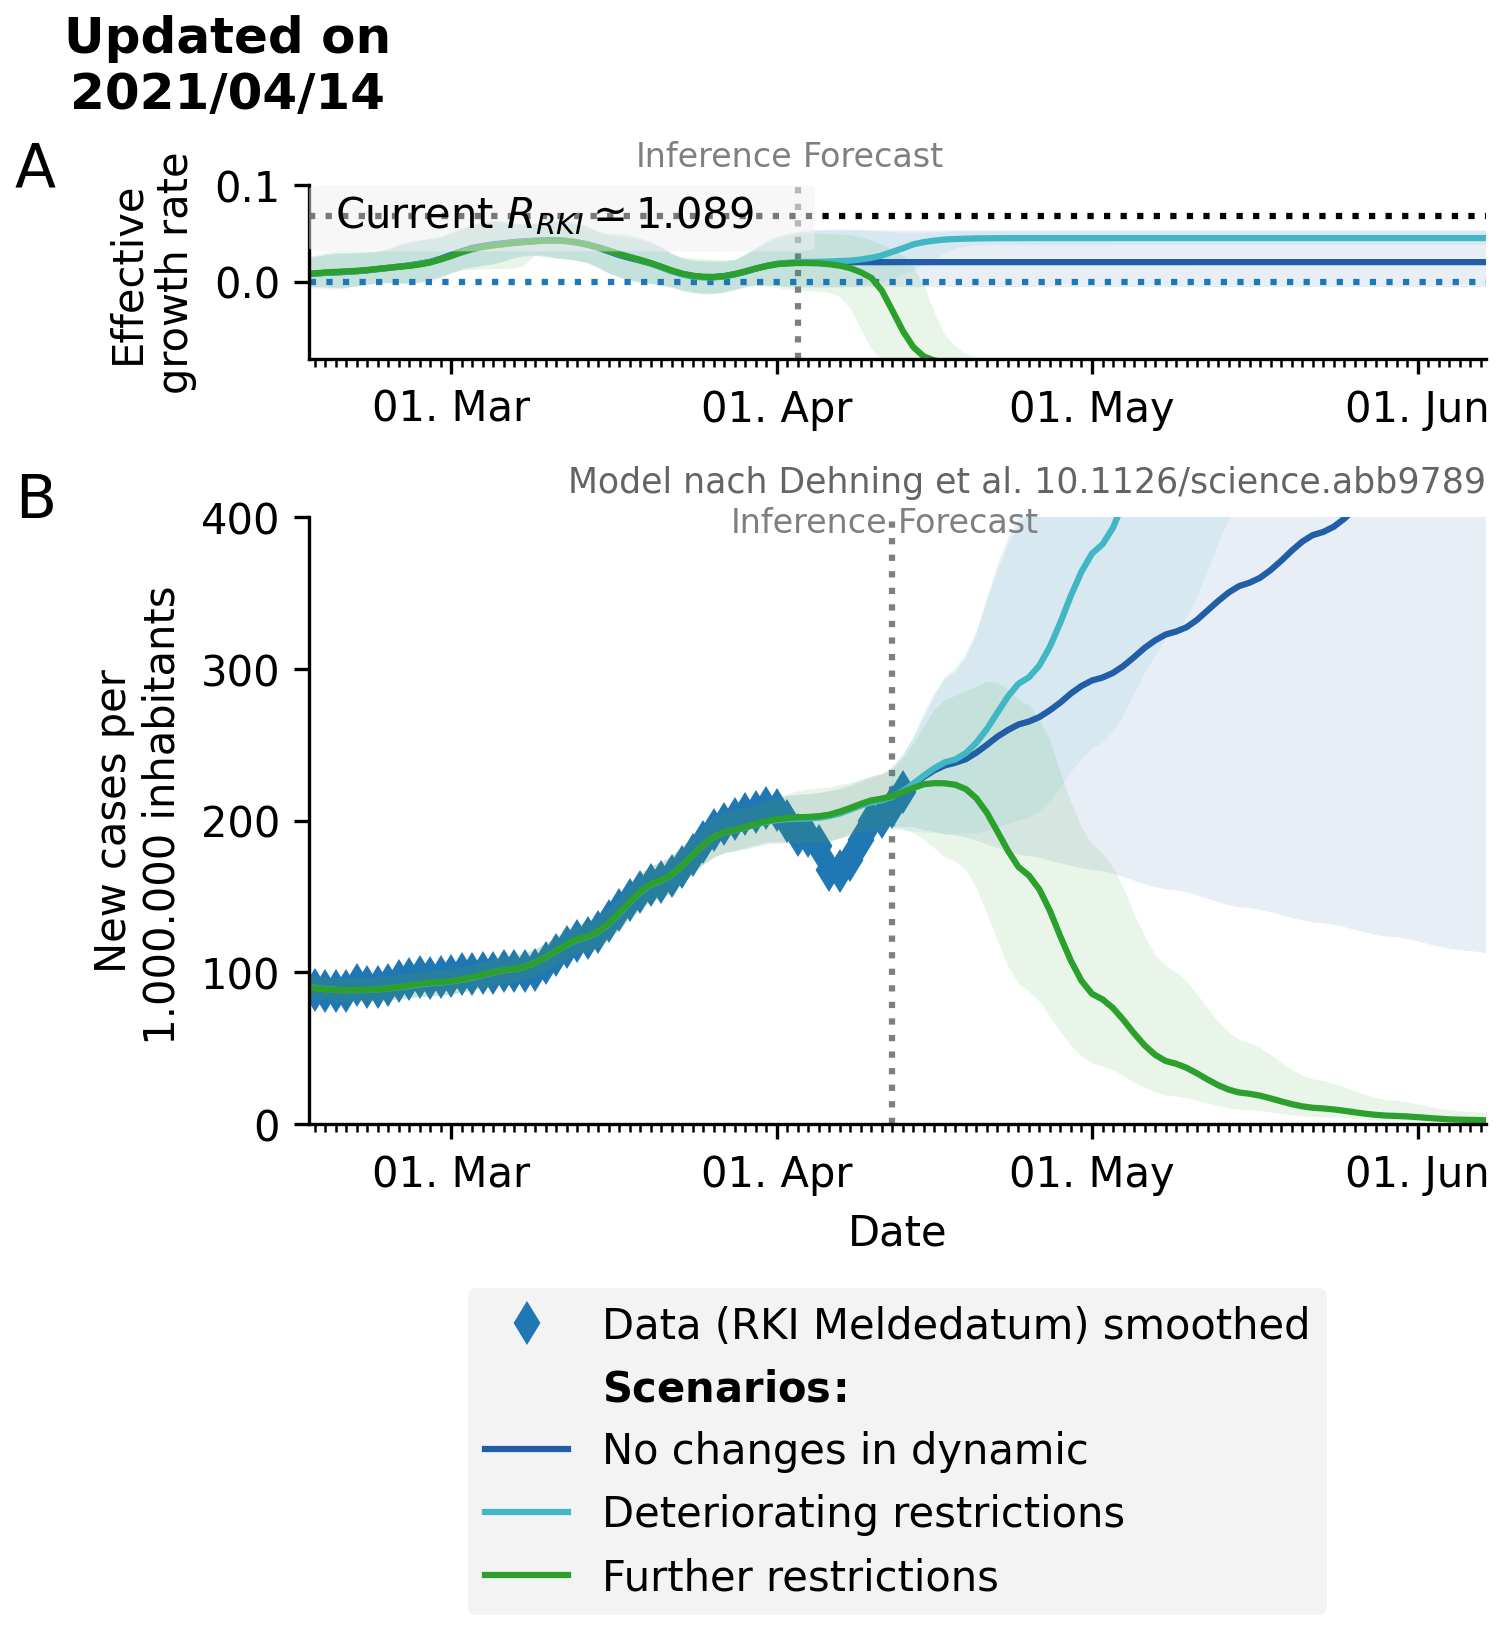 Updated on
2021/04/14
A
Inference Forecast
Effective
growth rate
0.1
0.0
Current R_RKI ≃ 1.089
01. Mar 01. Apr 01. May 01. Jun
B
Model nach Dehning et al. 10.1126/science.abb9789
Inference Forecast
New cases per
1.000.000 inhabitants
400
300
200
100
0
01. Mar 01. Apr 01. May 01. Jun
Date
Data (RKI Meldedatum) smoothed
Scenarios:
No changes in dynamic
Deteriorating restrictions
Further restrictions